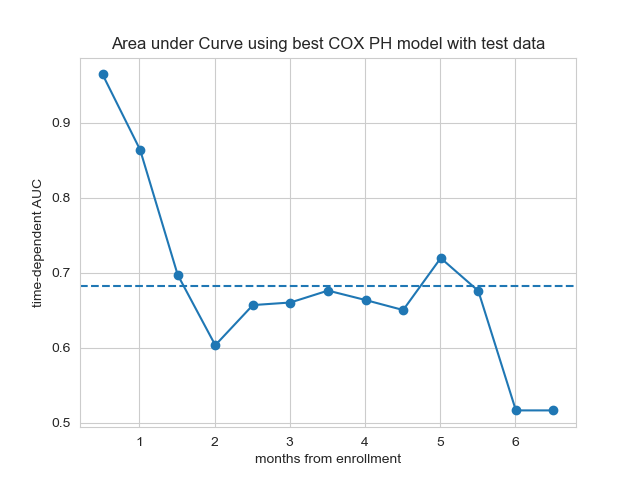 Area under Curve using best COX PH model with test data
time-dependent AUC
0.9
0.8
0.7
0.6
0.5
1 2 3 4 5 6
months from enrollment